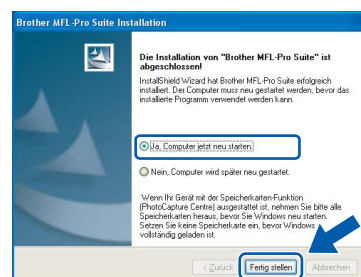 Brother MFL-Pro Suite Installation
Die Installation von "Brother MFL-Pro Suite" ist
abgeschlossen!
InstallShield Wizard hat Brother MFL-Pro Suite erfolgreich
installiert. Der Computer muss neu gestartet werden, bevor das
installierte Programm verwendet werden kann.
Ja, Computer jetzt neu starten.
Nein, Computer wird später neu gestartet.
Wenn Ihr Gerät mit der Speicherkarten-Funktion
(PhotoCapture Centre) ausgestattet ist, nehmen Sie bitte alle
Speicherkarten heraus, bevor Sie Windows neu starten.
Setzen Sie keine Speicherkarte ein, bevor Windows
vollständig geladen ist.
< Zurück
Fertig stellen
Abbrechen